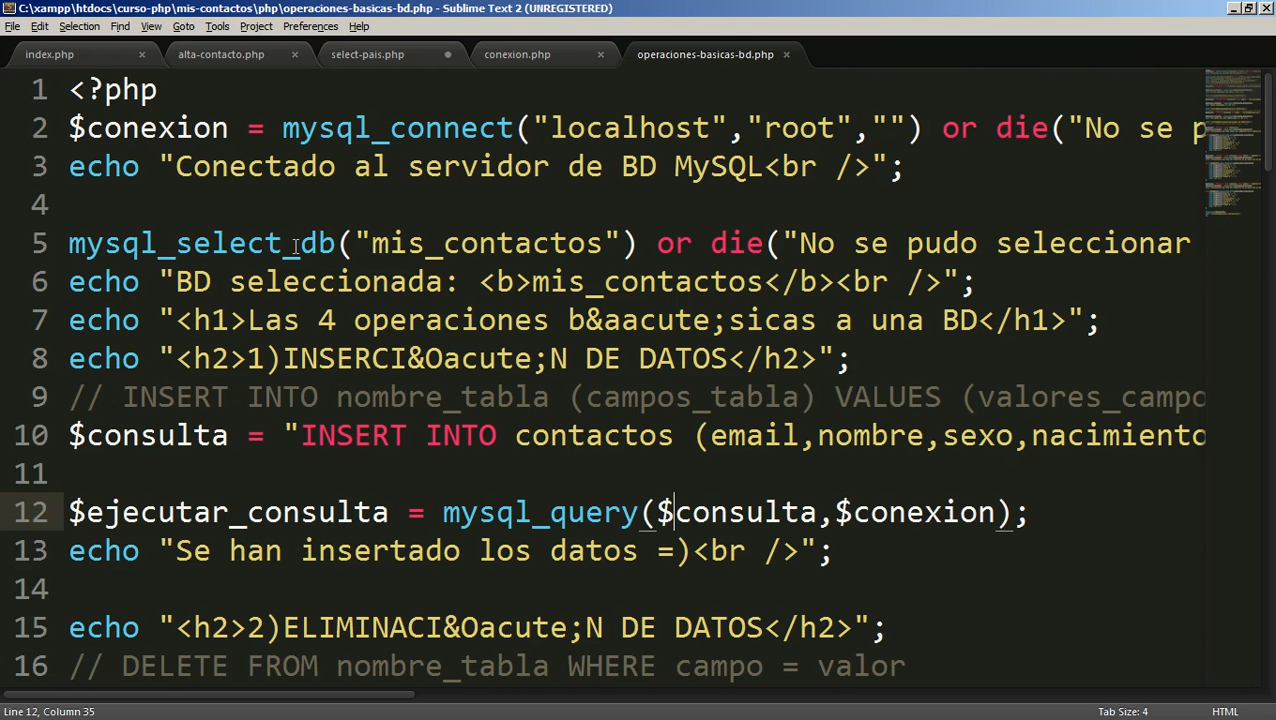 C:\xampp\htdocs\curso-php\mis-contactos\php\operaciones-basicas-bd.php - Sublime Text 2 (UNREGISTERED)
File Edit Selection Find View Goto Tools Project Preferences Help
index.php alta-contacto.php select-pais.php conexion.php operaciones-basicas-bd.php
1 <?php
2 $conexion = mysql_connect("localhost","root","") or die("No se p
3 echo "Conectado al servidor de BD MySQL<br />";
4
5 mysql_select_db("mis_contactos") or die("No se pudo seleccionar
6 echo "BD seleccionada: <b>mis_contactos</b><br />";
7 echo "<h1>Las 4 operaciones b&aacute;sicas a una BD</h1>";
8 echo "<h2>1)INSERCI&Oacute;N DE DATOS</h2>";
9 // INSERT INTO nombre_tabla (campos_tabla) VALUES (valores_campo
10 $consulta = "INSERT INTO contactos (email,nombre,sexo,nacimiento
11
12 $ejecutar_consulta = mysql_query($consulta,$conexion);
13 echo "Se han insertado los datos =)<br />";
14
15 echo "<h2>2)ELIMINACI&Oacute;N DE DATOS</h2>";
16 // DELETE FROM nombre_tabla WHERE campo = valor
Line 12, Column 35 Tab Size: 4 HTML